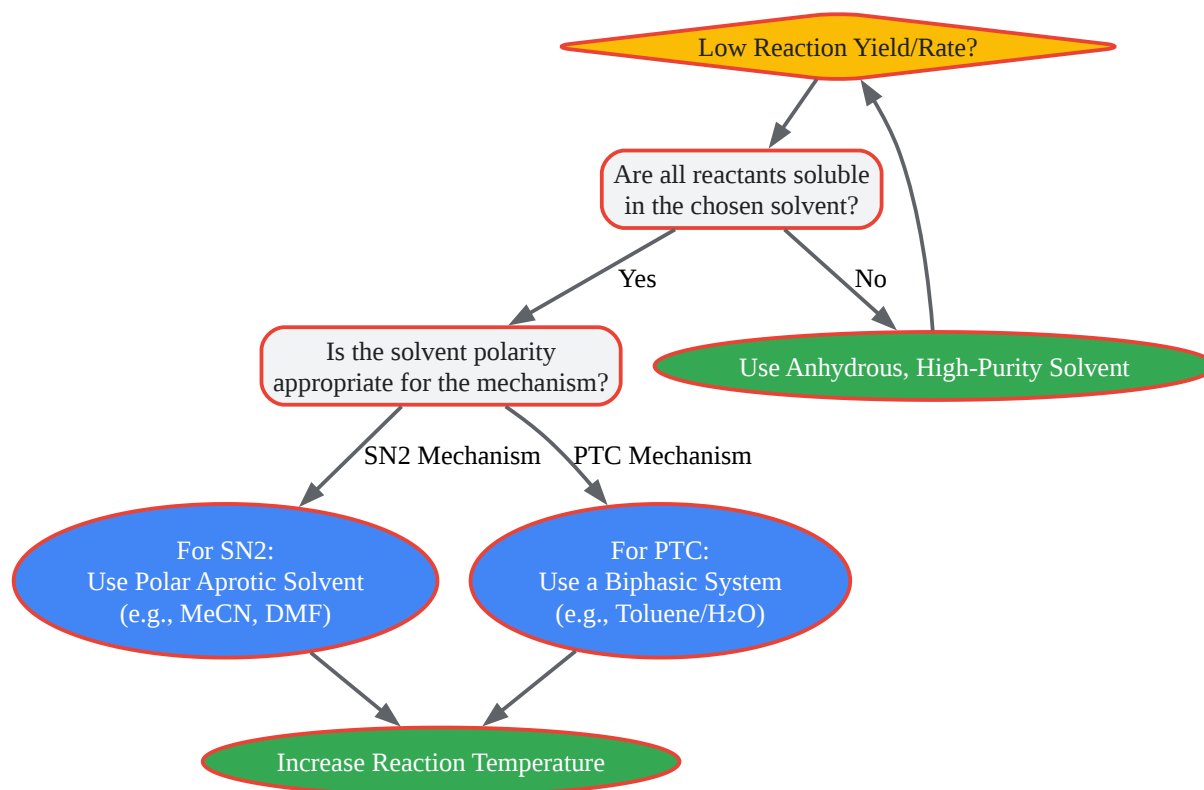 Low Reaction Yield/Rate?
Are all reactants soluble
in the chosen solvent?
Yes
No
Is the solvent polarity
appropriate for the mechanism?
Use Anhydrous, High-Purity Solvent
SN2 Mechanism
PTC Mechanism
For SN2:
Use Polar Aprotic Solvent
(e.g., MeCN, DMF)
For PTC:
Use a Biphasic System
(e.g., Toluene/H₂O)
Increase Reaction Temperature